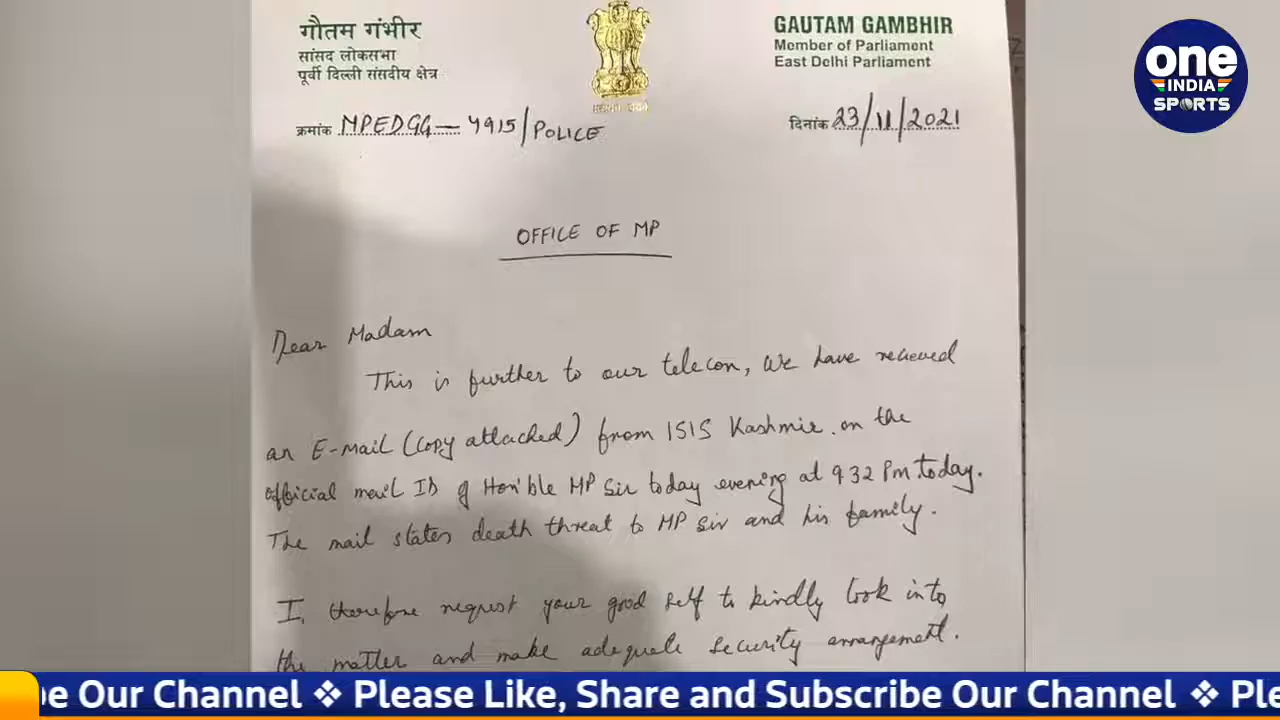 गौतम गंभीर
सांसद लोकसभा
पूर्वी दिल्ली संसदीय क्षेत्र
GAUTAM GAMBHIR
Member of Parliament
East Delhi Parliament
one
INDIA
SPORTS
क्रमांक MPEDGG - 4915/POLICE
दिनांक 23/11/2021
OFFICE OF MP
Dear Madam
This is further to our telecon, We have recieved
an E-Mail (Copy attached) from ISIS Kashmir on the
official mail ID of Hon'ble MP Sir today evening at 9 32 Pm today.
The mail states death threat to MP Sir and his family.
I, therefore request your good self to kindly look into
the matter and make adequate security arrangement.
be Our Channel ❖ Please Like, Share and Subscribe Our Channel ❖ Ple